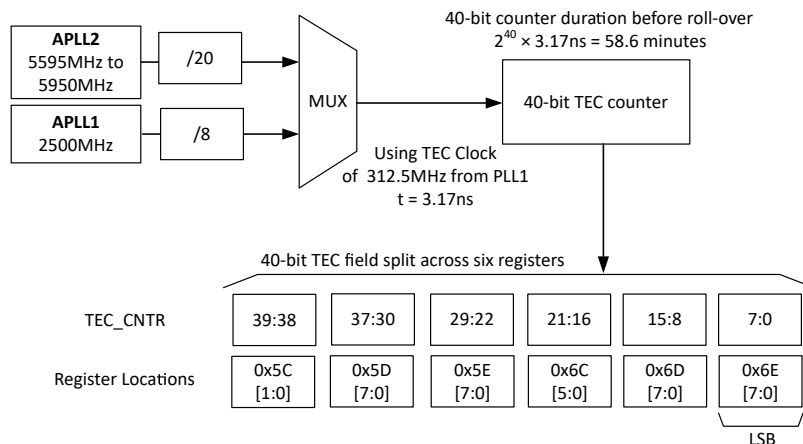 APLL2
5595MHz to
5950MHz
/20
APLL1
2500MHz
/8
MUX
40-bit counter duration before roll-over
2⁴⁰ × 3.17ns = 58.6 minutes
40-bit TEC counter
Using TEC Clock
of 312.5MHz from PLL1
t = 3.17ns
40-bit TEC field split across six registers
TEC_CNTR 39:38 37:30 29:22 21:16 15:8 7:0
Register Locations
0x5C 0x5D 0x5E 0x6C 0x6D 0x6E
[1:0] [7:0] [7:0] [5:0] [7:0] [7:0]
LSB